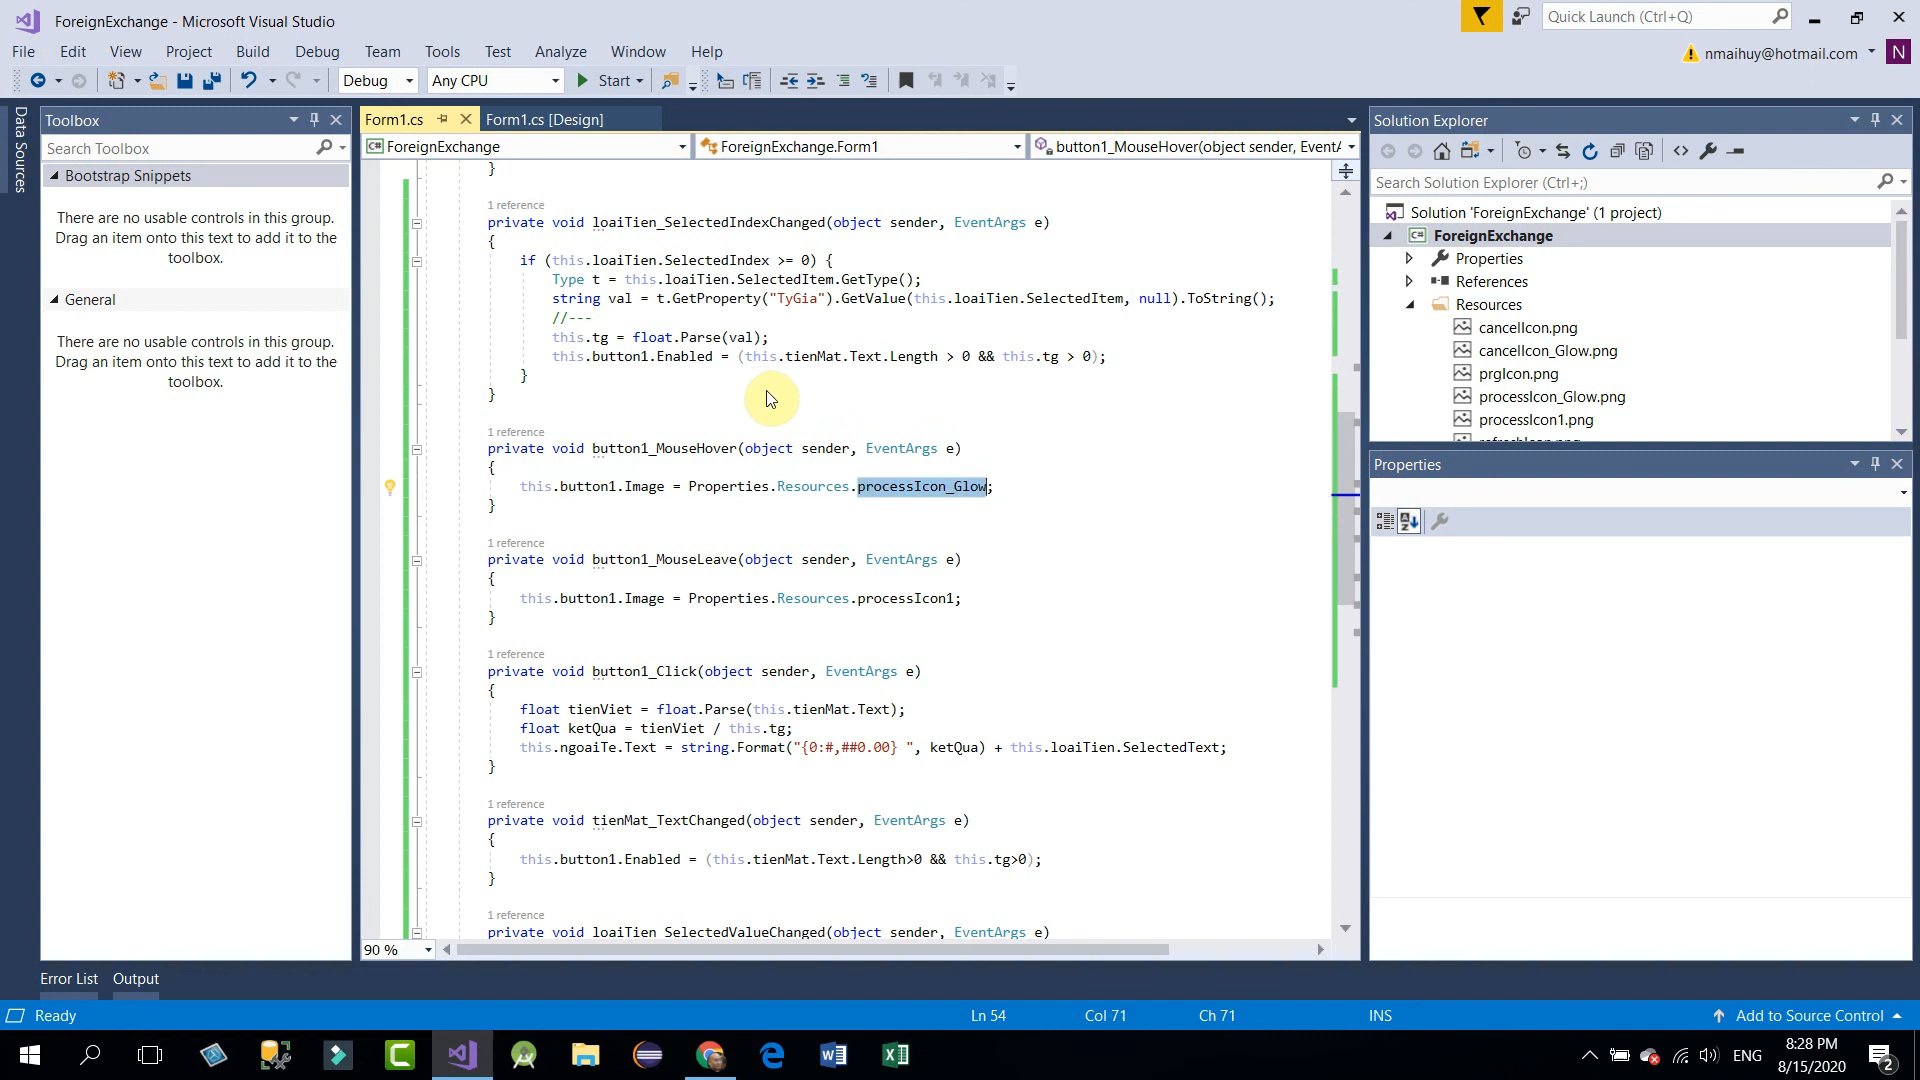 ForeignExchange - Microsoft Visual Studio
Quick Launch (Ctrl+Q)
File Edit View Project Build Debug Team Tools Test Analyze Window Help
nmaihuy@hotmail.com N
Debug Any CPU Start
Data Sources
Toolbox
Search Toolbox
Bootstrap Snippets
There are no usable controls in this group.
Drag an item onto this text to add it to the
toolbox.
General
There are no usable controls in this group.
Drag an item onto this text to add it to the
toolbox.
Form1.cs Form1.cs [Design]
ForeignExchange ForeignExchange.Form1 button1_MouseHover(object sender, EventA
}
1 reference
private void loaiTien_SelectedIndexChanged(object sender, EventArgs e)
{
if (this.loaiTien.SelectedIndex >= 0) {
Type t = this.loaiTien.SelectedItem.GetType();
string val = t.GetProperty("TyGia").GetValue(this.loaiTien.SelectedItem, null).ToString();
//---
this.tg = float.Parse(val);
this.button1.Enabled = (this.tienMat.Text.Length > 0 && this.tg > 0);
}
}
1 reference
private void button1_MouseHover(object sender, EventArgs e)
{
this.button1.Image = Properties.Resources.processIcon_Glow;
}
1 reference
private void button1_MouseLeave(object sender, EventArgs e)
{
this.button1.Image = Properties.Resources.processIcon1;
}
1 reference
private void button1_Click(object sender, EventArgs e)
{
float tienViet = float.Parse(this.tienMat.Text);
float ketQua = tienViet / this.tg;
this.ngoaiTe.Text = string.Format("{0:#,##0.00} ", ketQua) + this.loaiTien.SelectedText;
}
1 reference
private void tienMat_TextChanged(object sender, EventArgs e)
{
this.button1.Enabled = (this.tienMat.Text.Length>0 && this.tg>0);
}
1 reference
private void loaiTien_SelectedValueChanged(object sender, EventArgs e)
90 %
Solution Explorer
Search Solution Explorer (Ctrl+;)
Solution 'ForeignExchange' (1 project)
C# ForeignExchange
Properties
References
Resources
cancelIcon.png
cancelIcon_Glow.png
prgIcon.png
processIcon_Glow.png
processIcon1.png
Properties
Error List Output
Ready Ln 54 Col 71 Ch 71 INS Add to Source Control
ENG
8:28 PM
8/15/2020
2